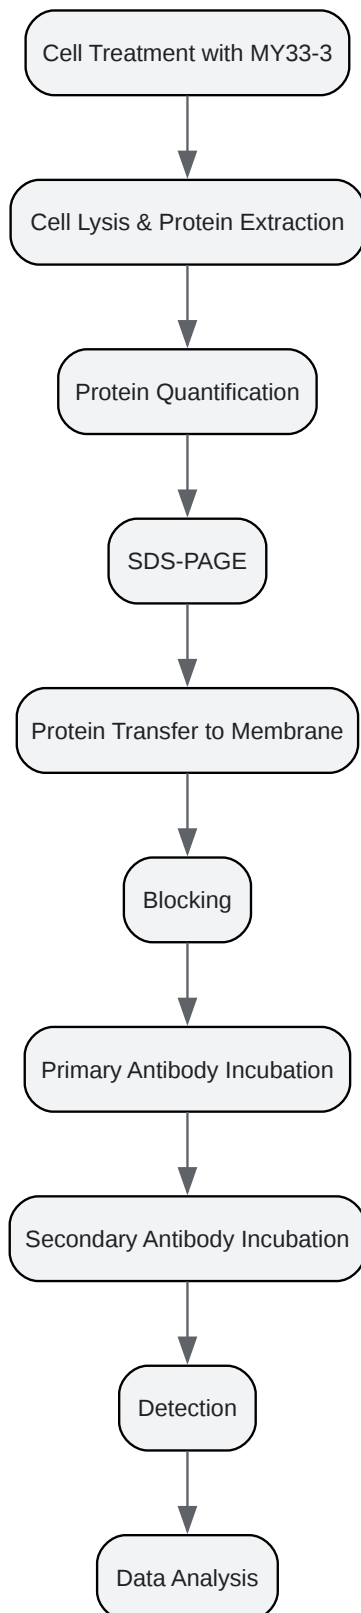 Cell Treatment with MY33-3
Cell Lysis & Protein Extraction
Protein Quantification
SDS-PAGE
Protein Transfer to Membrane
Blocking
Primary Antibody Incubation
Secondary Antibody Incubation
Detection
Data Analysis